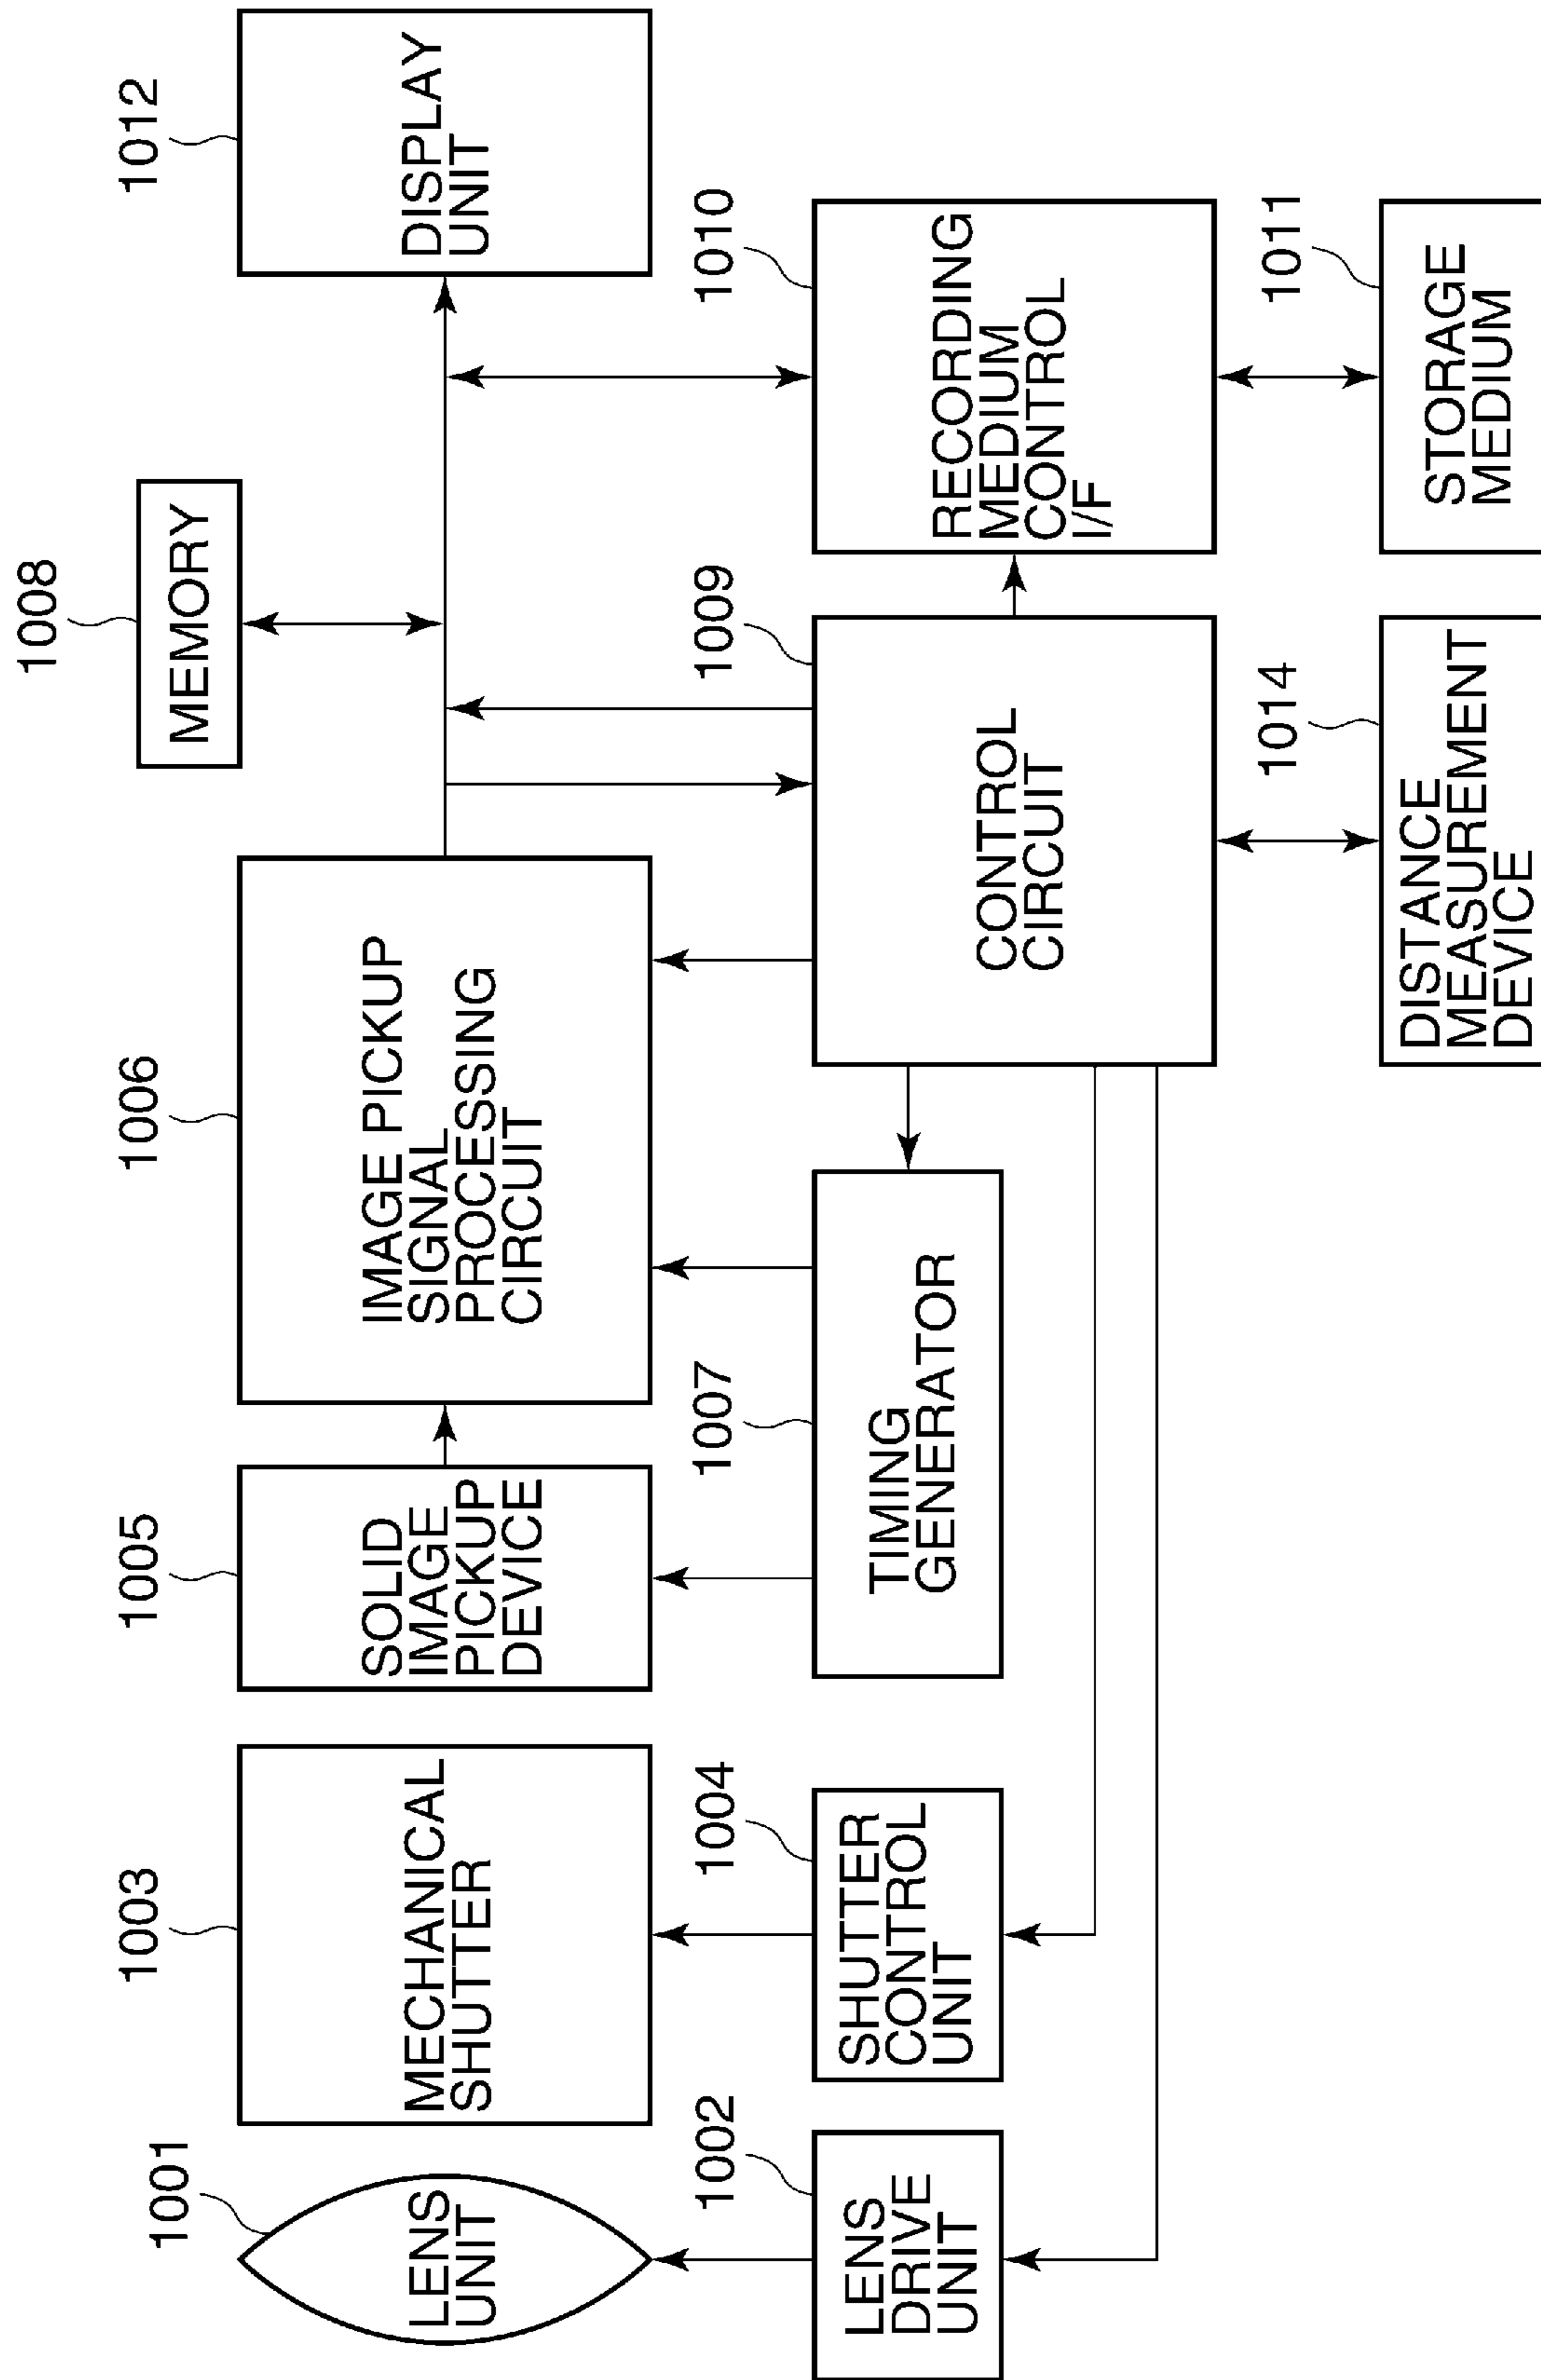 1001
LENS
UNIT
1003
MECHANICAL
SHUTTER
1005
SOLID
IMAGE
PICKUP
DEVICE
1006
IMAGE PICKUP
SIGNAL
PROCESSING
CIRCUIT
1008
MEMORY
1012
DISPLAY
UNIT
1002
LENS
DRIVE
UNIT
1004
SHUTTER
CONTROL
UNIT
1007
TIMING
GENERATOR
1009
CONTROL
CIRCUIT
1010
RECORDING
MEDIUM
CONTROL
I/F
1014
DISTANCE
MEASUREMENT
DEVICE
1011
STORAGE
MEDIUM